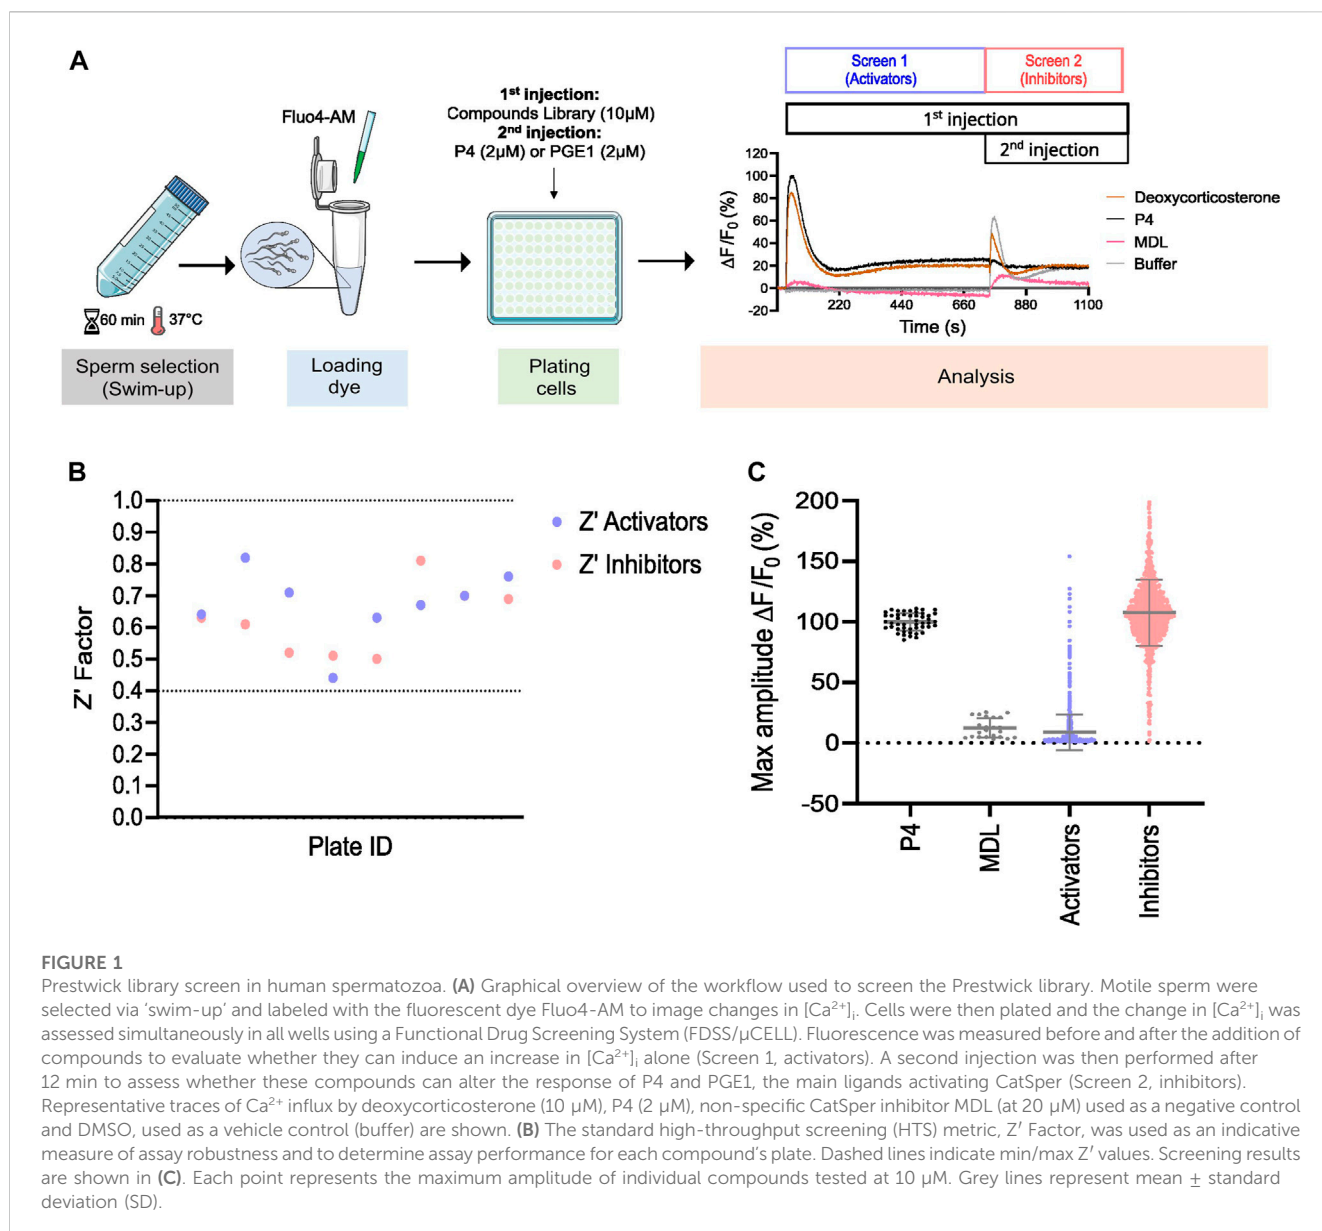 A
Fluo4-AM
1st injection:
Compounds Library (10µM)
2nd injection:
P4 (2µM) or PGE1 (2µM)
60 min 37°C
Sperm selection
(Swim-up)
Loading
dye
Plating
cells
Screen 1
(Activators)
Screen 2
(Inhibitors)
1st injection
2nd injection
ΔF/F0 (%)
120
100
80
60
40
20
0
-20
220 440 660 880 1100
Time (s)
Deoxycorticosterone
P4
MDL
Buffer
Analysis
B
Z' Factor
1.0
0.9
0.8
0.7
0.6
0.5
0.4
0.3
0.2
0.1
0.0
Plate ID
Z' Activators
Z' Inhibitors
C
Max amplitude ΔF/F0 (%)
200
150
100
50
0
-50
P4
MDL
Activators
Inhibitors
FIGURE 1
Prestwick library screen in human spermatozoa. (A) Graphical overview of the workflow used to screen the Prestwick library. Motile sperm were
selected via ‘swim-up’ and labeled with the fluorescent dye Fluo4-AM to image changes in [Ca2+]i. Cells were then plated and the change in [Ca2+]i was
assessed simultaneously in all wells using a Functional Drug Screening System (FDSS/µCELL). Fluorescence was measured before and after the addition of
compounds to evaluate whether they can induce an increase in [Ca2+]i alone (Screen 1, activators). A second injection was then performed after
12 min to assess whether these compounds can alter the response of P4 and PGE1, the main ligands activating CatSper (Screen 2, inhibitors).
Representative traces of Ca2+ influx by deoxycorticosterone (10 µM), P4 (2 µM), non-specific CatSper inhibitor MDL (at 20 µM) used as a negative control
and DMSO, used as a vehicle control (buffer) are shown. (B) The standard high-throughput screening (HTS) metric, Z′ Factor, was used as an indicative
measure of assay robustness and to determine assay performance for each compound's plate. Dashed lines indicate min/max Z′ values. Screening results
are shown in (C). Each point represents the maximum amplitude of individual compounds tested at 10 µM. Grey lines represent mean ± standard
deviation (SD).